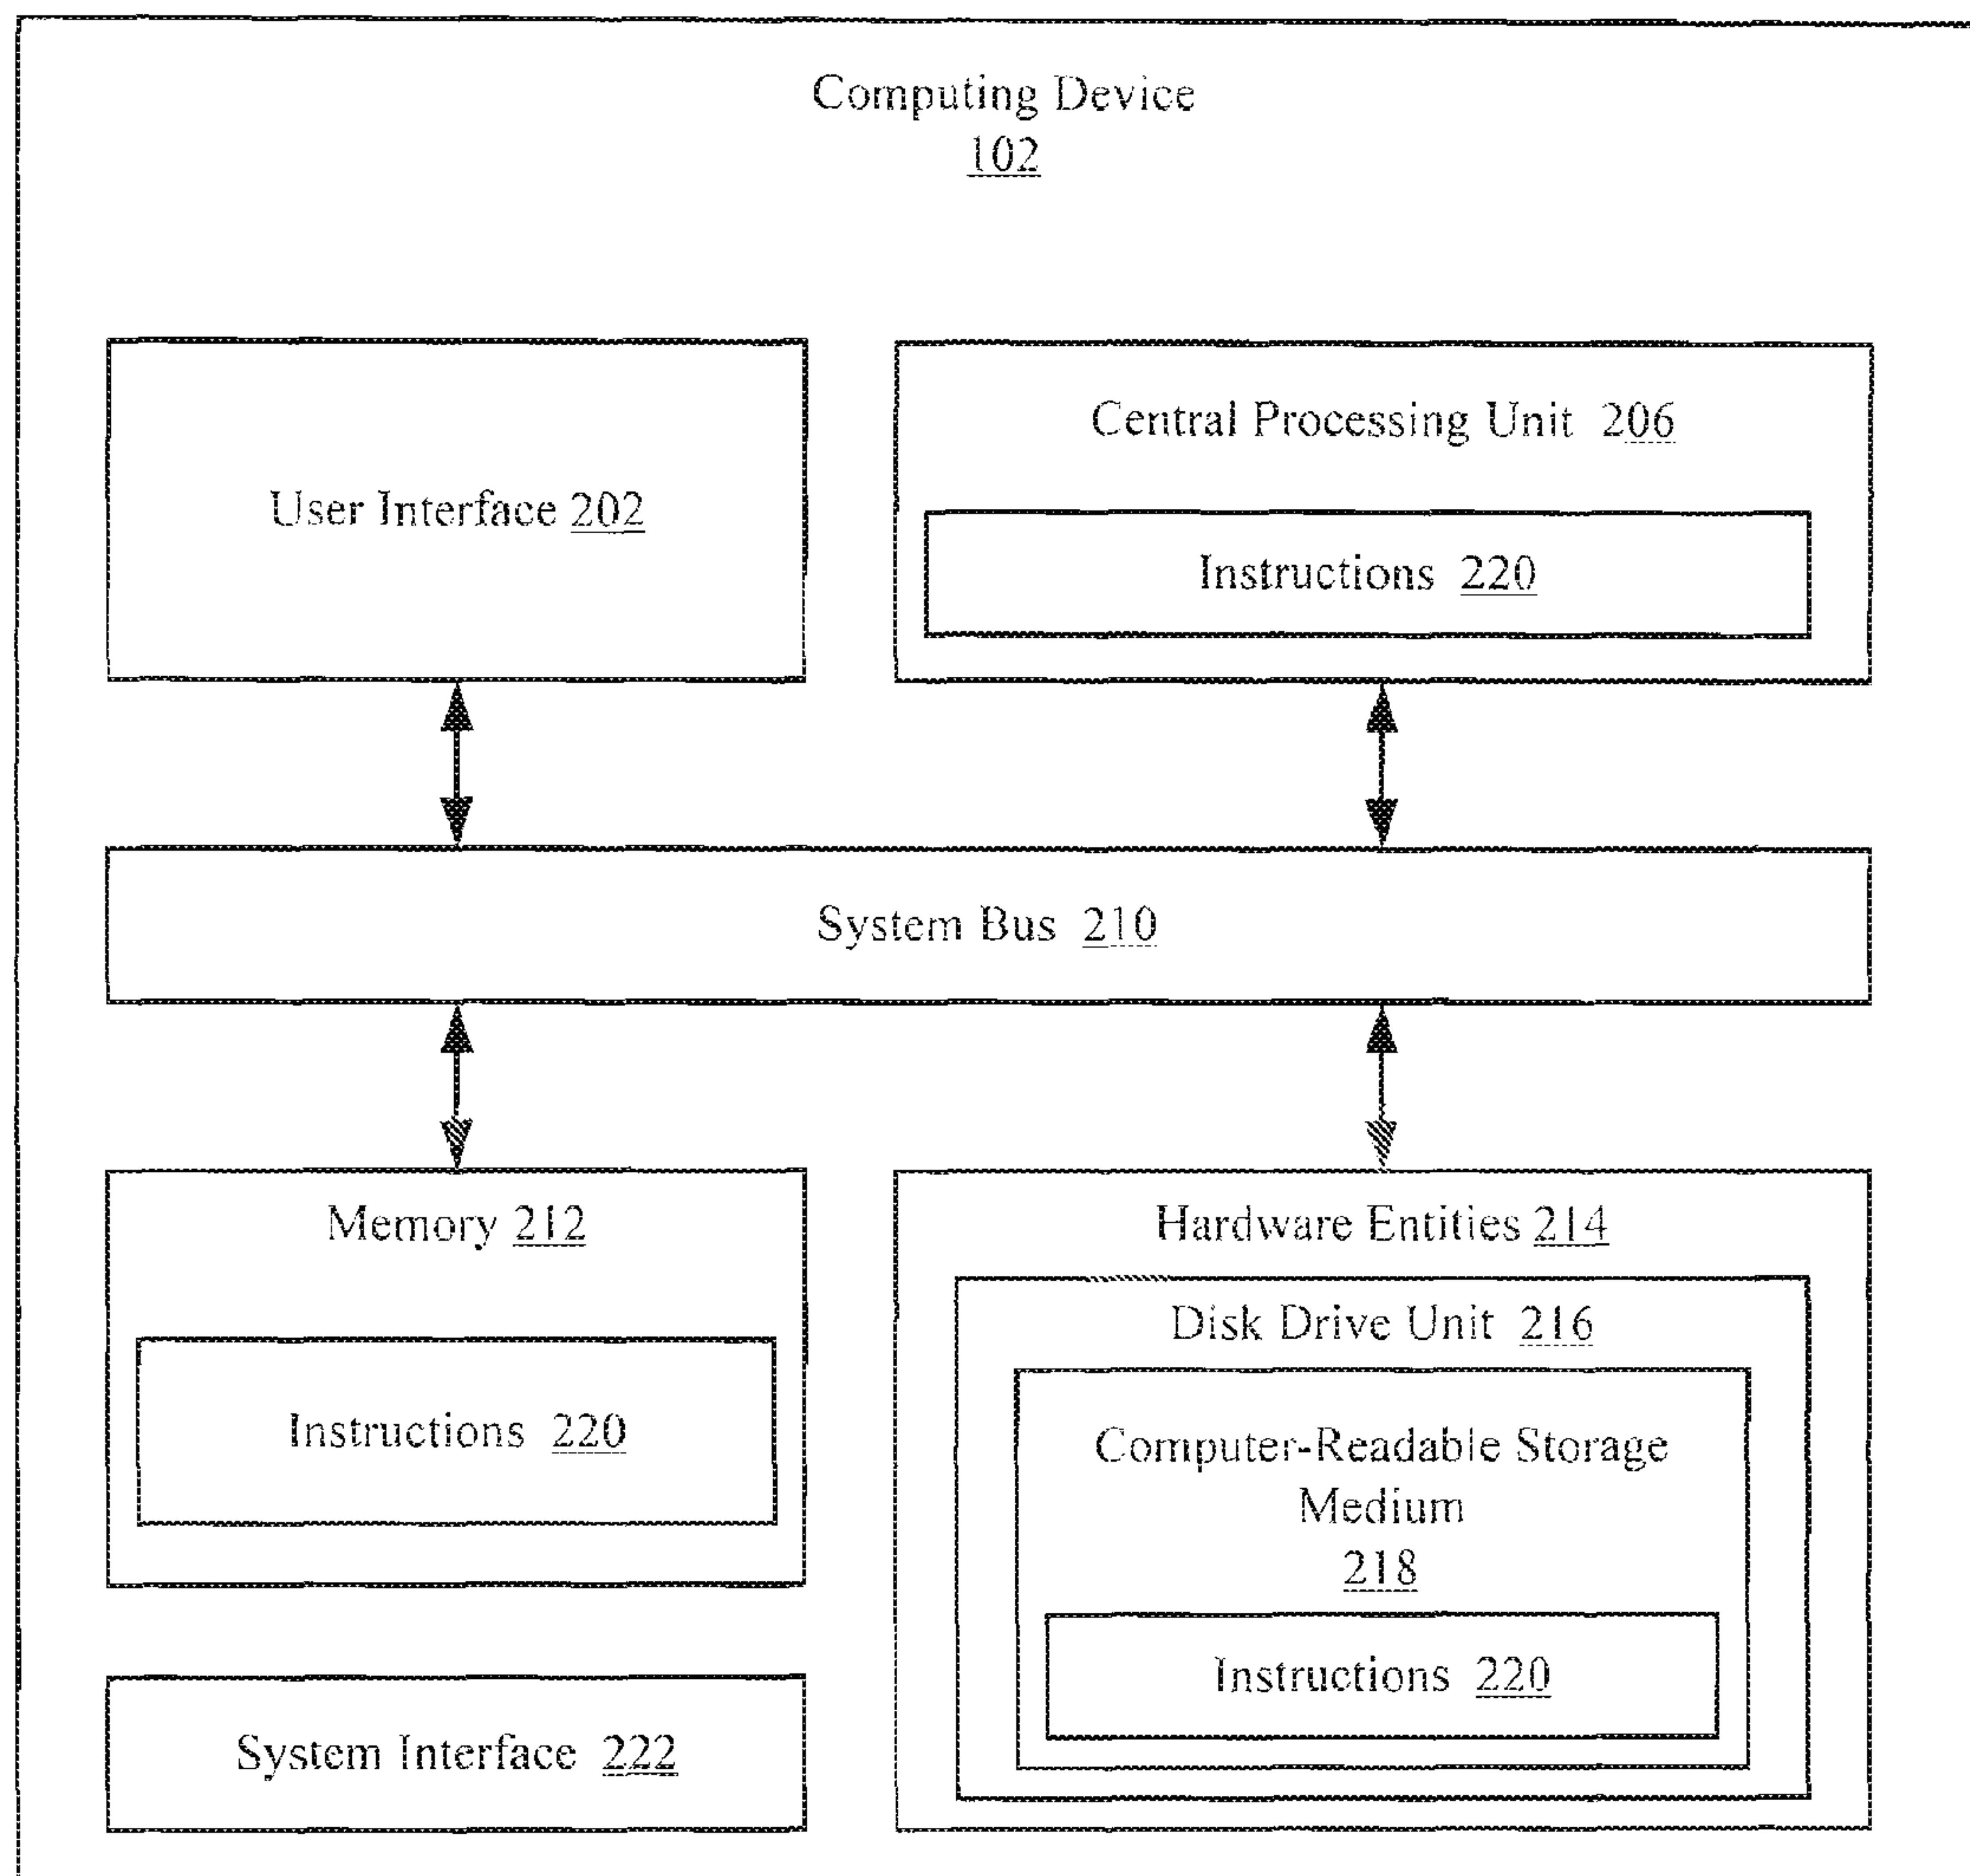 Computing Device
102
User Interface 202
Central Processing Unit 206
Instructions 220
System Bus 210
Memory 212
Instructions 220
Hardware Entities 214
Disk Drive Unit 216
Computer-Readable Storage
Medium
218
Instructions 220
System Interface 222